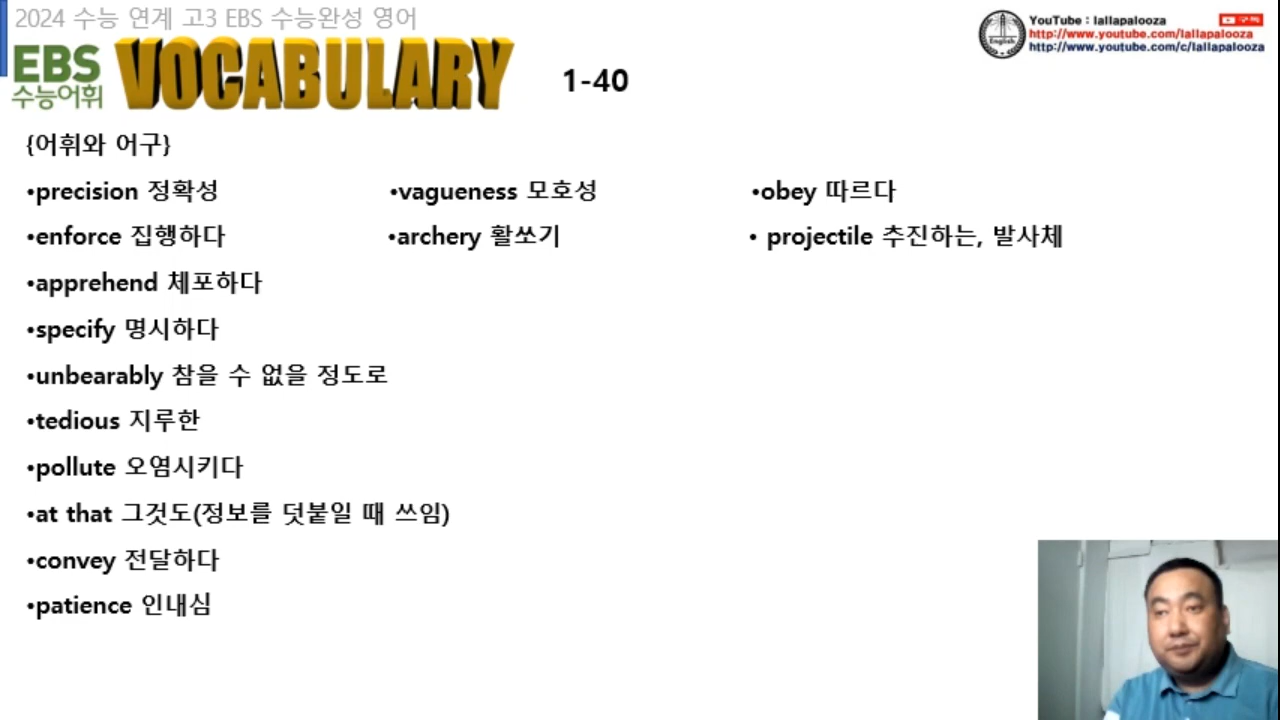 2024 수능 연계 고3 EBS 수능완성 영어
YouTube : lallapalooza 구독
http://www.youtube.com/lallapalooza
http://www.youtube.com/c/lallapalooza
English
EBS
수능어휘
VOCABULARY
1-40
{어휘와 어구}
•precision 정확성 •vagueness 모호성 •obey 따르다
•enforce 집행하다 •archery 활쏘기 • projectile 추진하는, 발사체
•apprehend 체포하다
•specify 명시하다
•unbearably 참을 수 없을 정도로
•tedious 지루한
•pollute 오염시키다
•at that 그것도(정보를 덧붙일 때 쓰임)
•convey 전달하다
•patience 인내심